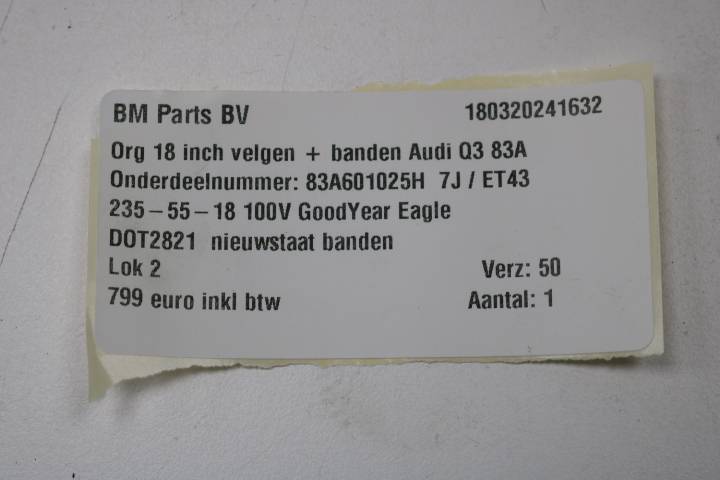 BM Parts BV 180320241632
Org 18 inch velgen + banden Audi Q3 83A
Onderdeelnummer: 83A601025H 7J / ET43
235-55-18 100V GoodYear Eagle
DOT2821 nieuwstaat banden
Lok 2 Verz: 50
799 euro inkl btw Aantal: 1